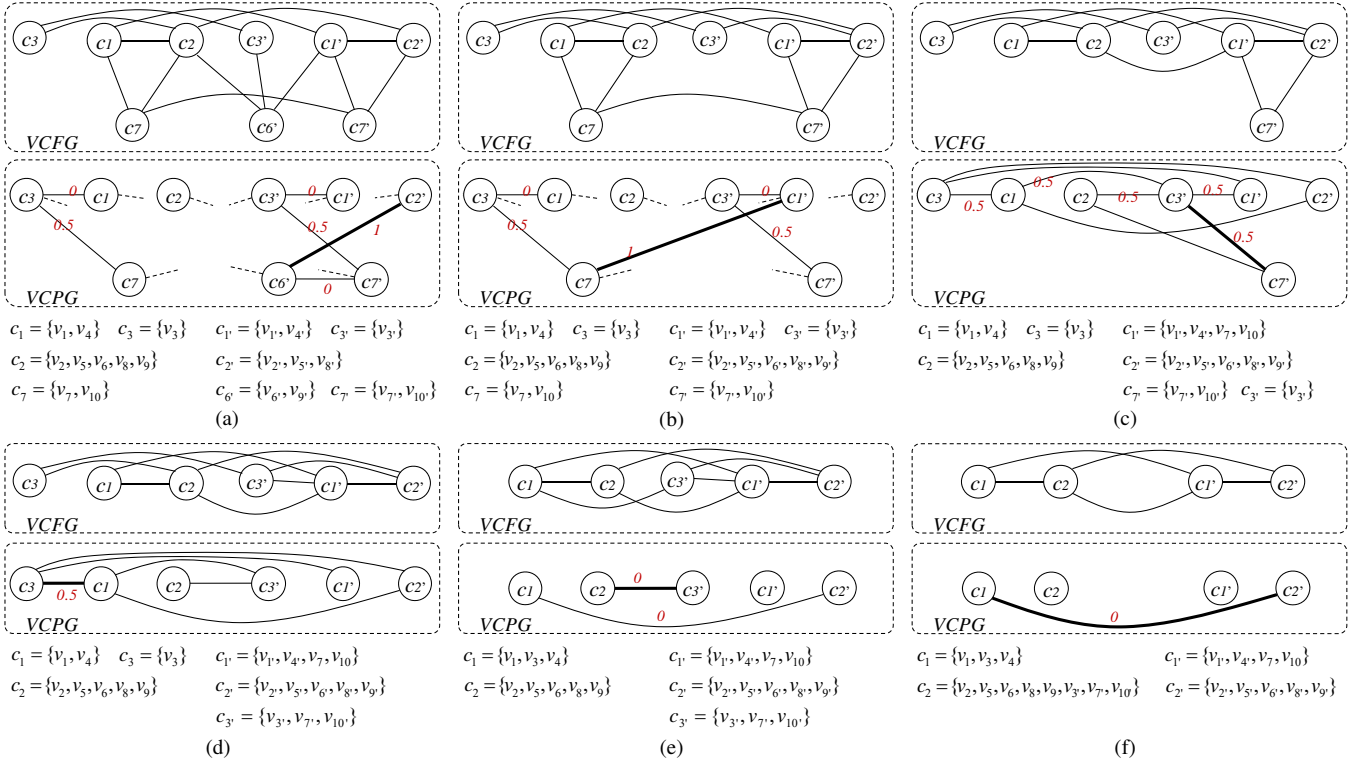 c3 c1 c2 c3' c1' c2'
c7 c6' c7'
VCFG
c3 0 c1 c2 c3' 0 c1' c2'
0.5 0.5 1
c7 c6' 0 c7'
VCPG
c₁ = {v₁, v₄} c₃ = {v₃} c₁' = {v₁', v₄'} c₃' = {v₃'}
c₂ = {v₂, v₅, v₆, v₈, v₉} c₂' = {v₂', v₅', v₈'}
c₇ = {v₇, v₁₀} c₆' = {v₆', v₉'} c₇' = {v₇', v₁₀'}
(a)
c3 c1 c2 c3' c1' c2'
c7 c7'
VCFG
c3 0 c1 c2 c3' 0 c1' c2'
0.5 1 0.5
c7 c7'
VCPG
c₁ = {v₁, v₄} c₃ = {v₃} c₁' = {v₁', v₄'} c₃' = {v₃'}
c₂ = {v₂, v₅, v₆, v₈, v₉} c₂' = {v₂', v₅', v₆', v₈', v₉'}
c₇ = {v₇, v₁₀} c₇' = {v₇', v₁₀'}
(b)
c3 c1 c2 c3' c1' c2'
c7'
VCFG
c3 0.5 c1 0.5 c2 0.5 c3' 0.5 c1' c2'
0.5
c7'
VCPG
c₁ = {v₁, v₄} c₃ = {v₃} c₁' = {v₁', v₄', v₇, v₁₀}
c₂ = {v₂, v₅, v₆, v₈, v₉} c₂' = {v₂', v₅', v₆', v₈', v₉'}
c₇' = {v₇', v₁₀'} c₃' = {v₃'}
(c)
c3 c1 c2 c3' c1' c2'
VCFG
c3 0.5 c1 c2 c3' c1' c2'
VCPG
c₁ = {v₁, v₄} c₃ = {v₃} c₁' = {v₁', v₄', v₇, v₁₀}
c₂ = {v₂, v₅, v₆, v₈, v₉} c₂' = {v₂', v₅', v₆', v₈', v₉'}
c₃' = {v₃', v₇', v₁₀'}
(d)
c1 c2 c3' c1' c2'
VCFG
c1 c2 0 c3' c1' c2'
0
VCPG
c₁ = {v₁, v₃, v₄} c₁' = {v₁', v₄', v₇, v₁₀}
c₂ = {v₂, v₅, v₆, v₈, v₉} c₂' = {v₂', v₅', v₆', v₈', v₉'}
c₃' = {v₃', v₇', v₁₀'}
(e)
c1 c2 c1' c2'
VCFG
c1 c2 c1' c2'
0
VCPG
c₁ = {v₁, v₃, v₄} c₁' = {v₁', v₄', v₇, v₁₀}
c₂ = {v₂, v₅, v₆, v₈, v₉, v₃', v₇', v₁₀'} c₂' = {v₂', v₅', v₆', v₈', v₉'}
(f)